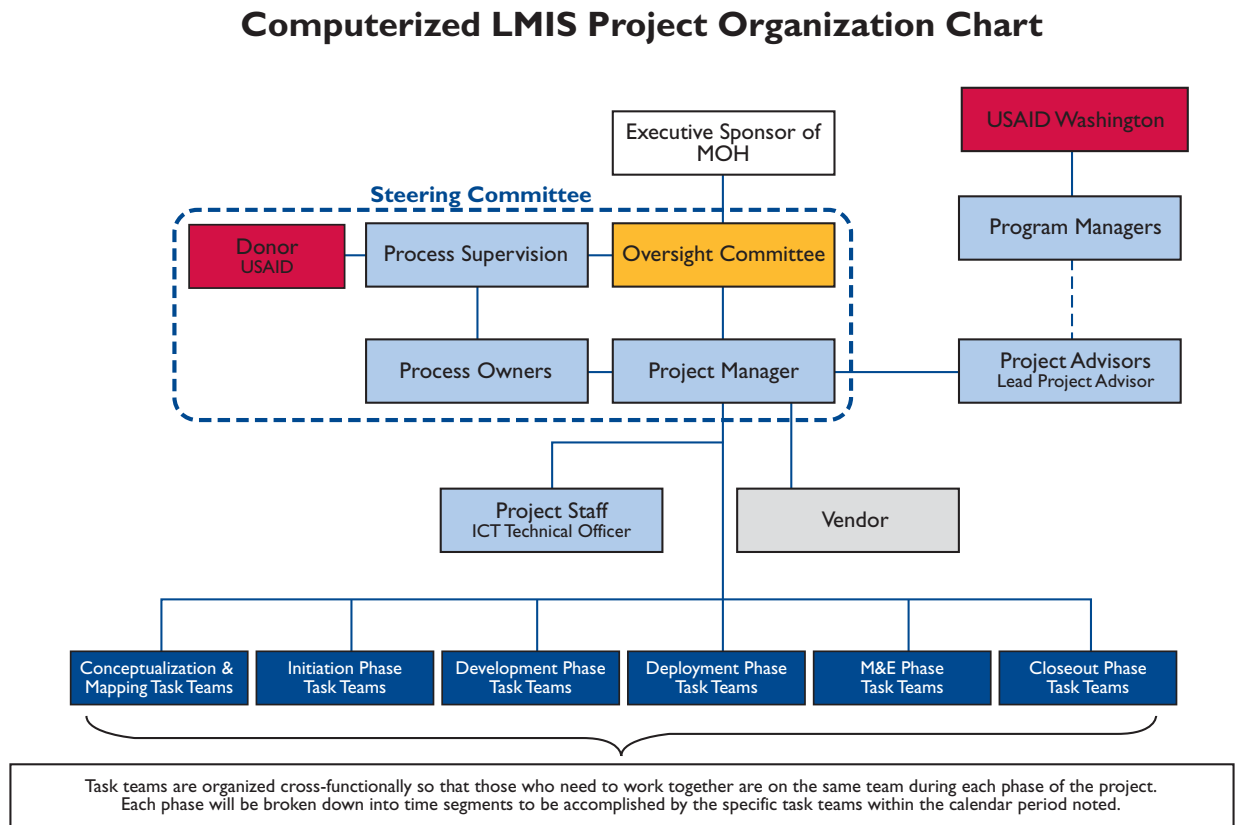 Computerized LMIS Project Organization Chart
Executive Sponsor of
MOH
USAID Washington
Steering Committee
Donor
USAID
Process Supervision
Oversight Committee
Program Managers
Process Owners
Project Manager
Project Advisors
Lead Project Advisor
Project Staff
ICT Technical Officer
Vendor
Conceptualization &
Mapping Task Teams
Initiation Phase
Task Teams
Development Phase
Task Teams
Deployment Phase
Task Teams
M&E Phase
Task Teams
Closeout Phase
Task Teams
Task teams are organized cross-functionally so that those who need to work together are on the same team during each phase of the project.
Each phase will be broken down into time segments to be accomplished by the specific task teams within the calendar period noted.